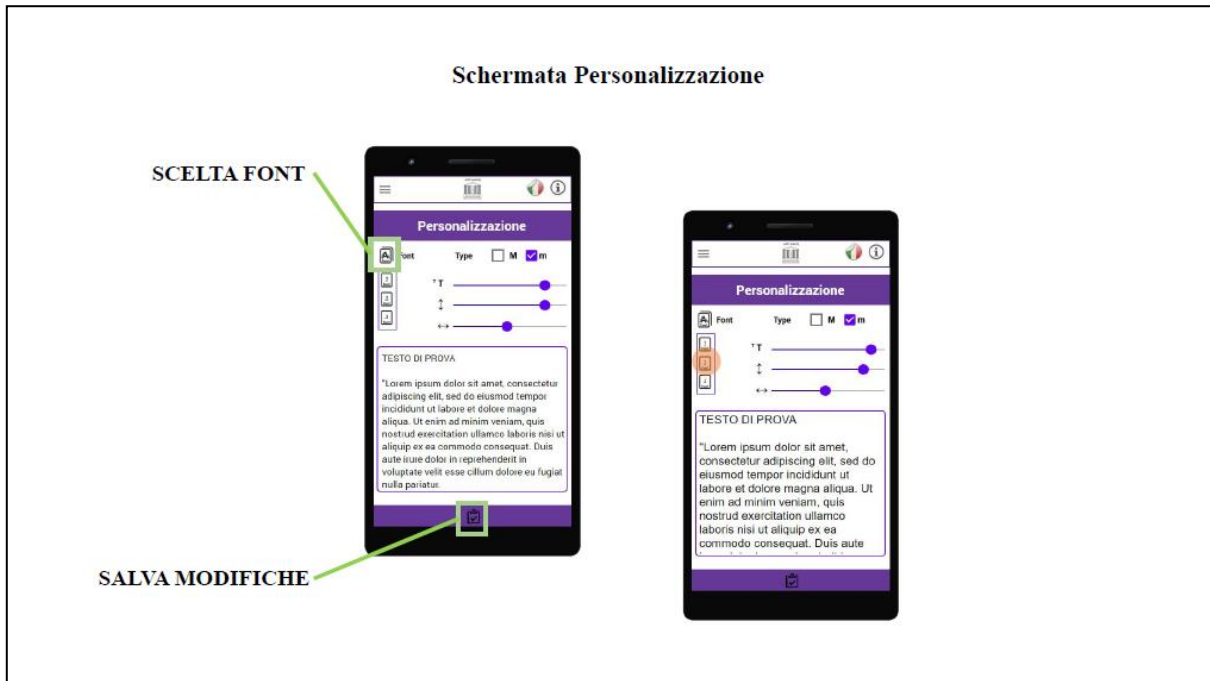 Schermata Personalizzazione
SCELTA FONT
Personalizzazione
Font Type M m
T T
TESTO DI PROVA
"Lorem ipsum dolor sit amet, consectetur
adipiscing elit, sed do eiusmod tempor
incididunt ut labore et dolore magna
aliqua. Ut enim ad minim veniam, quis
nostrud exercitation ullamco laboris nisi ut
aliquip ex ea commodo consequat. Duis
aute irure dolor in reprehenderit in
voluptate velit esse cillum dolore eu fugiat
nulla pariatur.
SALVA MODIFICHE
Personalizzazione
Font Type M m
T T
TESTO DI PROVA
"Lorem ipsum dolor sit amet,
consectetur adipiscing elit, sed do
eiusmod tempor incididunt ut
labore et dolore magna aliqua. Ut
enim ad minim veniam, quis
nostrud exercitation ullamco
laboris nisi ut aliquip ex ea
commodo consequat. Duis aute